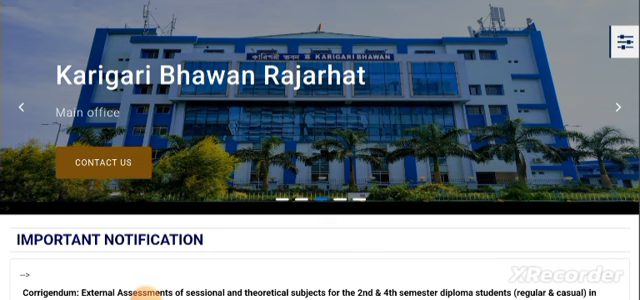 কারিগরী ভবন KARIGARI BHAWAN
Karigari Bhawan Rajarhat
Main office
CONTACT US
IMPORTANT NOTIFICATION
-->
XRecorder
Corrigendum: External Assessments of sessional and theoretical subjects for the 2nd & 4th semester diploma students (regular & casual) in